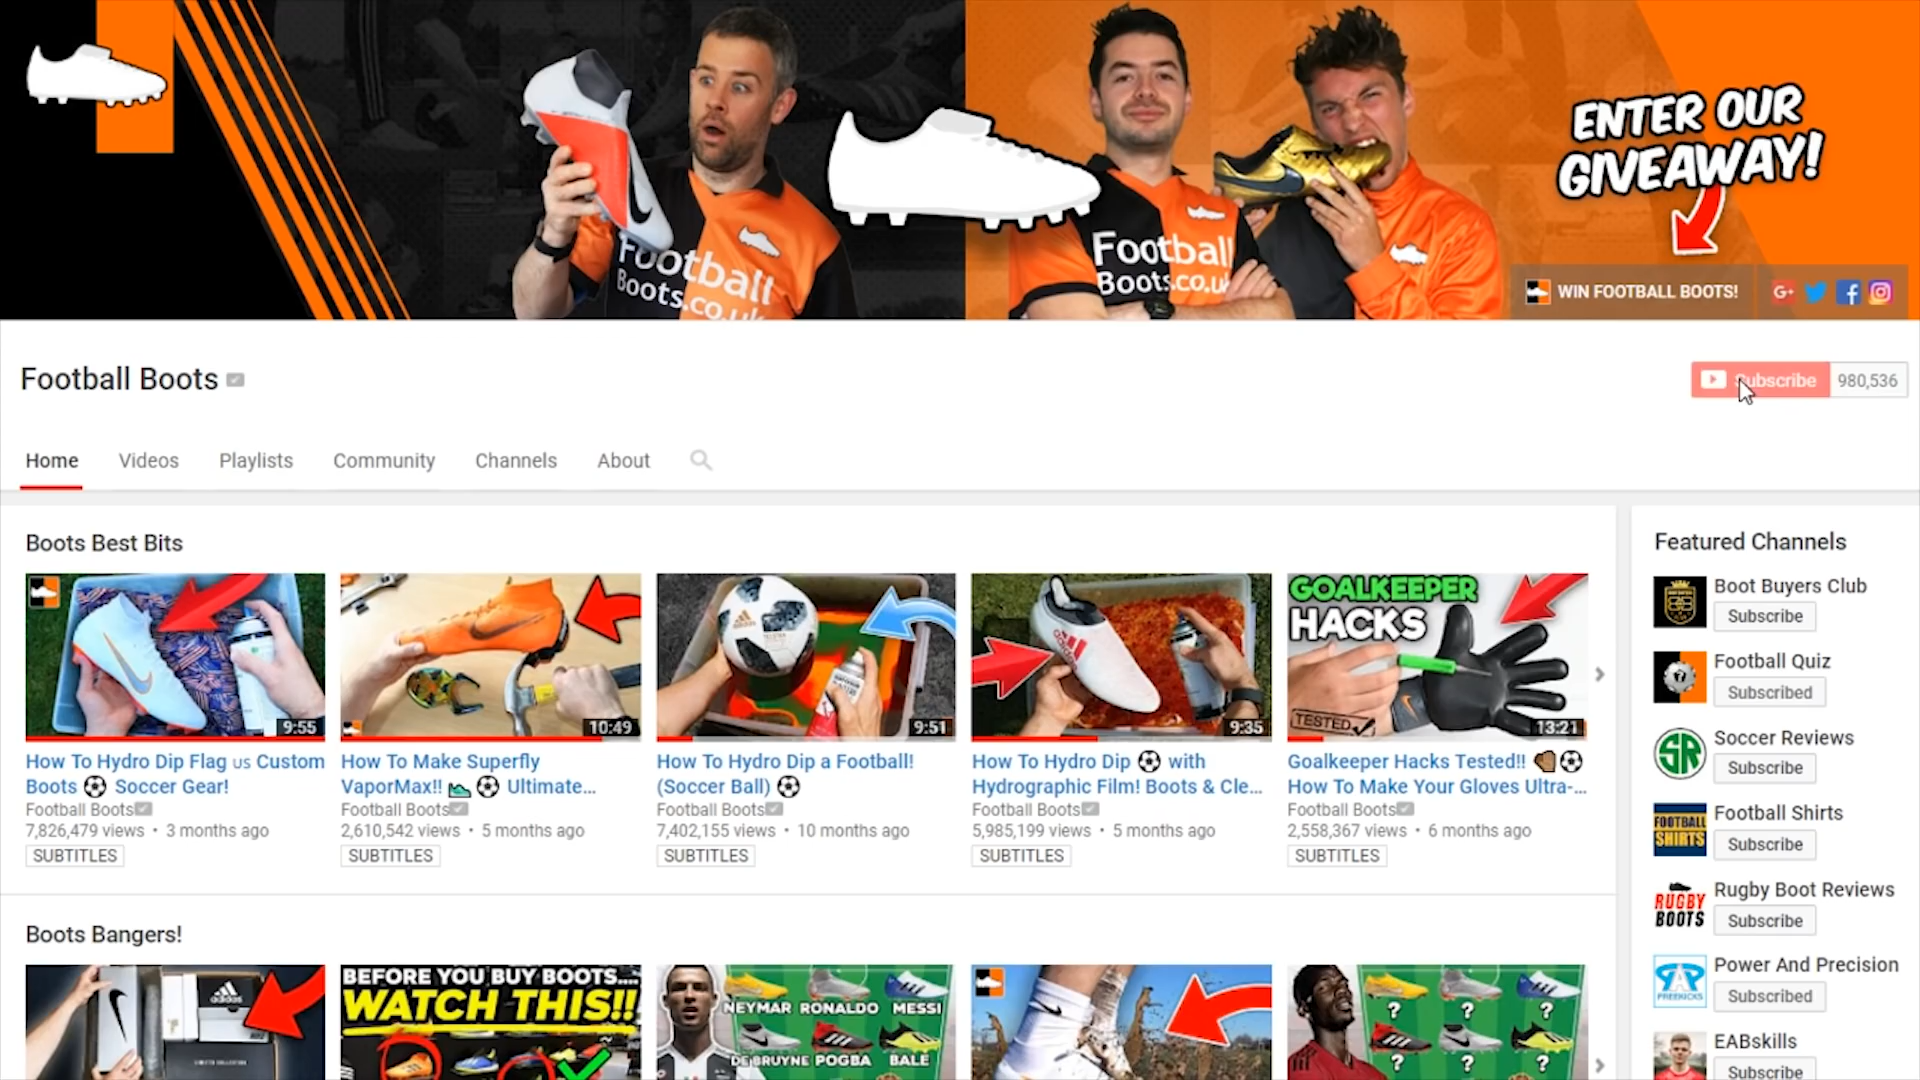 ENTER OUR
GIVEAWAY!
Football
Boots.co.uk
Football
Boots.co.uk
WIN FOOTBALL BOOTS!
G+
Football Boots
Subscribe 980,536
Home Videos Playlists Community Channels About
Boots Best Bits
9:55
10:49
9:51
9:35
GOALKEEPER
HACKS
TESTED
13:21
How To Hydro Dip Flag us Custom
Boots ⚽ Soccer Gear!
Football Boots
7,826,479 views • 3 months ago
SUBTITLES
How To Make Superfly
VaporMax!! 👟 ⚽ Ultimate...
Football Boots
2,610,542 views • 5 months ago
SUBTITLES
How To Hydro Dip a Football!
(Soccer Ball) ⚽
Football Boots
7,402,155 views • 10 months ago
SUBTITLES
How To Hydro Dip ⚽ with
Hydrographic Film! Boots & Cle...
Football Boots
5,985,199 views • 5 months ago
SUBTITLES
Goalkeeper Hacks Tested!! ⚽
How To Make Your Gloves Ultra-...
Football Boots
2,558,367 views • 6 months ago
SUBTITLES
Boots Bangers!
adidas
LIMITED COLLECTION
BEFORE YOU BUY BOOTS....
WATCH THIS!!
NEYMAR RONALDO MESSI
DE BRUYNE POGBA BALE
? ? ?
? ? ?
Featured Channels
Boot Buyers Club
Subscribe
Football Quiz
Subscribed
SR
Soccer Reviews
Subscribe
FOOTBALL
SHIRTS
Football Shirts
Subscribe
RUGBY
BOOTS
Rugby Boot Reviews
Subscribe
PREEKICKS
Power And Precision
Subscribed
EABskills
Subscribe